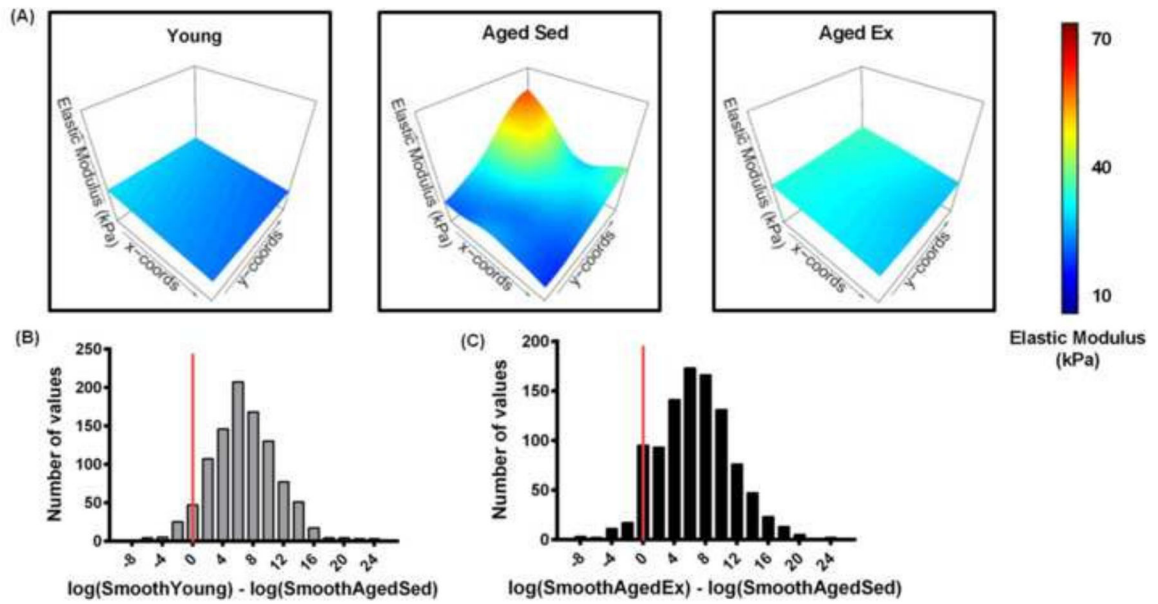 (A)
Young
Aged Sed
Aged Ex
Elastic Modulus (kPa)
x-coords
y-coords
Elastic Modulus (kPa)
x-coords
y-coords
Elastic Modulus (kPa)
x-coords
y-coords
70
40
10
Elastic Modulus
(kPa)
(B)
250
200
150
100
50
0
Number of values
-8
-4
0
4
8
12
16
20
24
log(SmoothYoung) - log(SmoothAgedSed)
(C)
200
150
100
50
0
Number of values
-8
-4
0
4
8
12
16
20
24
log(SmoothAgedEx) - log(SmoothAgedSed)